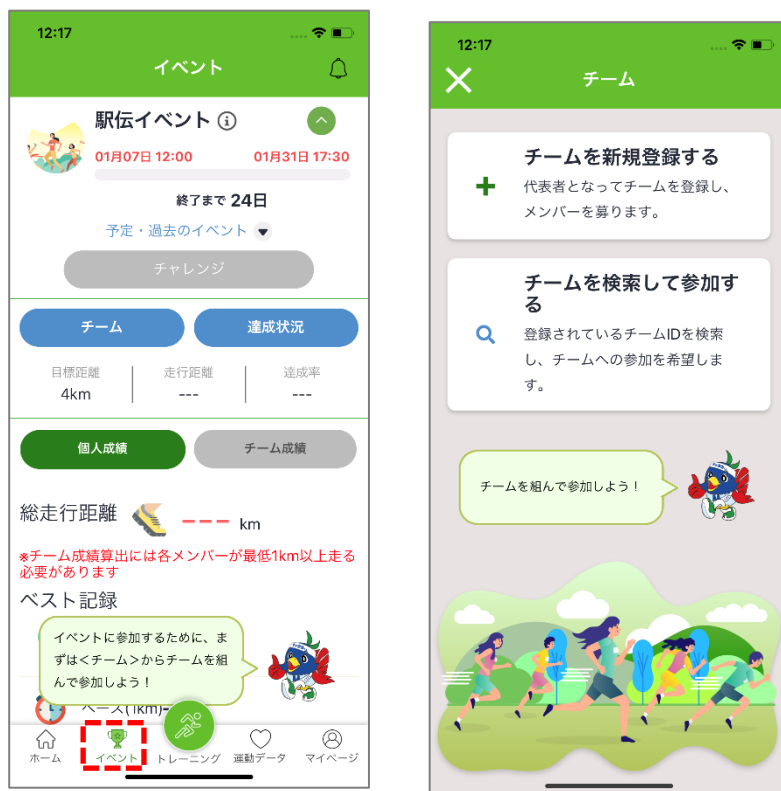 12:17
イベント
駅伝イベント
01月07日 12:00 01月31日 17:30
終了まで 24日
予定・過去のイベント
チャレンジ
チーム 達成状況
目標距離 走行距離 達成率
4km --- ---
個人成績 チーム成績
総走行距離 --- km
※チーム成績算出には各メンバーが最低1km以上走る
必要があります
ベスト記録
イベントに参加するために、ま
ずは<チーム>からチームを組
んで参加しよう！
ペース(1km)
ホーム イベント トレーニング 運動データ マイページ
12:17
チーム
チームを新規登録する
代表者となってチームを登録し、
メンバーを募ります。
チームを検索して参加す
る
登録されているチームIDを検索
し、チームへの参加を希望しま
す。
チームを組んで参加しよう！